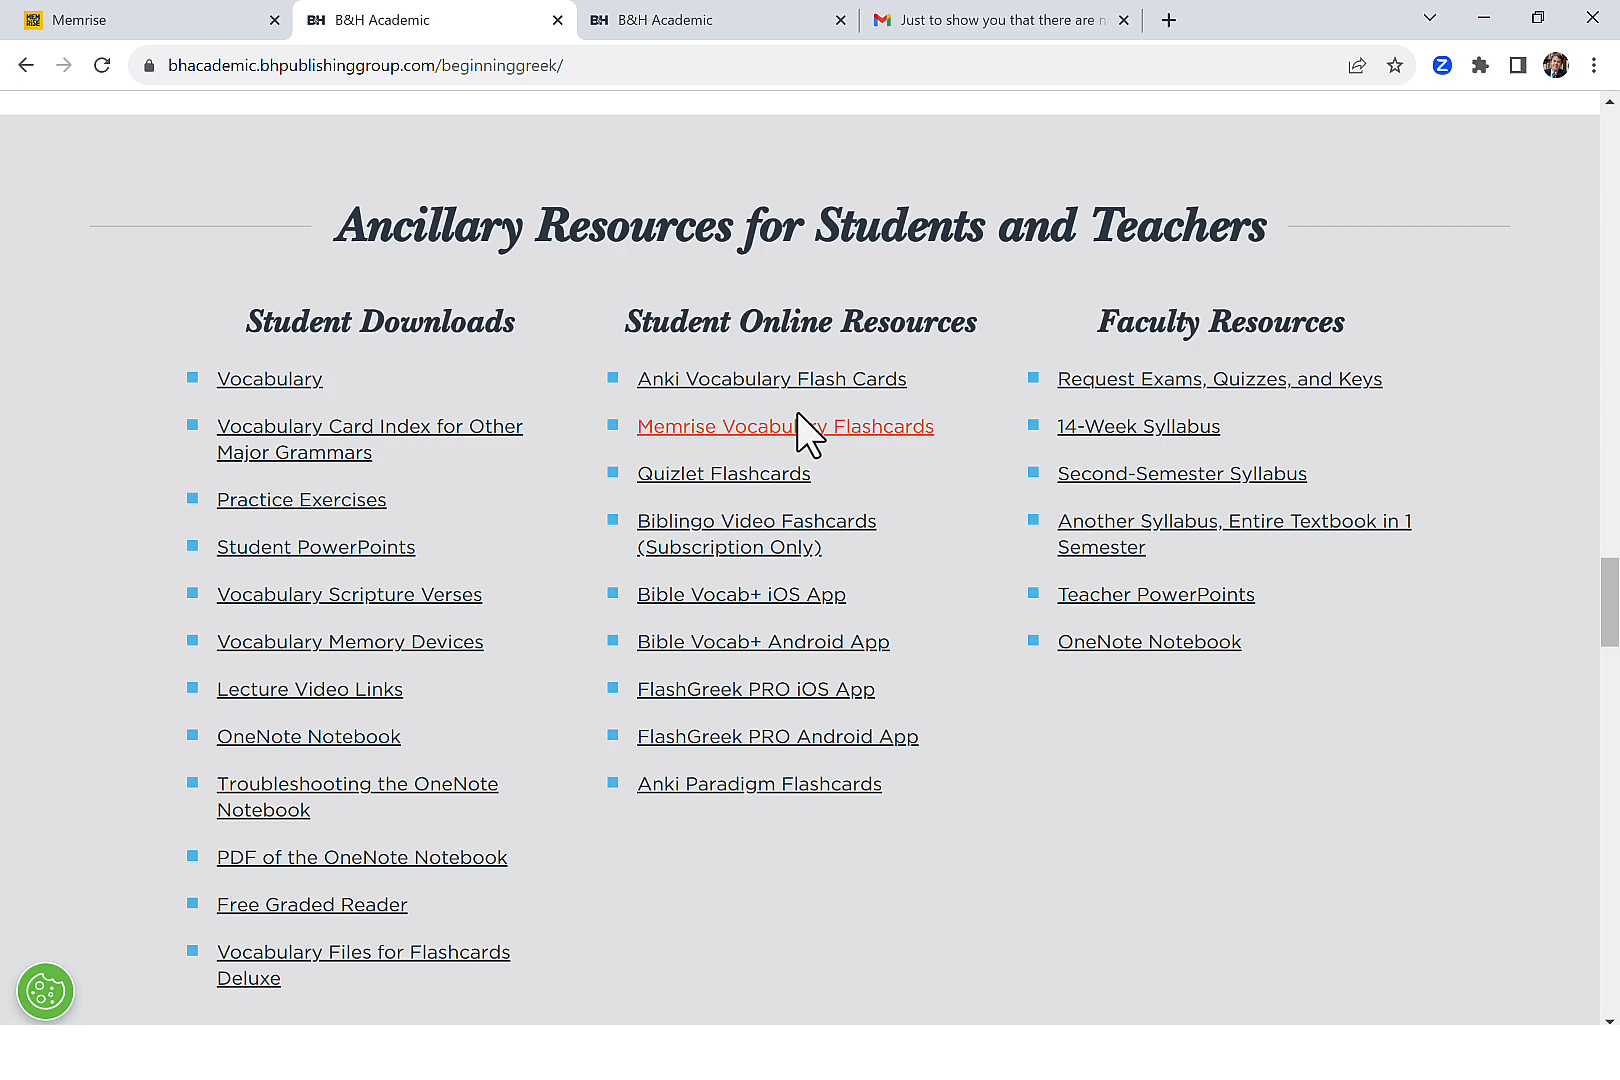 MEM
RISE
Memrise
B&H B&H Academic
B&H B&H Academic
Just to show you that there are n
bhacademic.bhpublishinggroup.com/beginninggreek/
Z
Ancillary Resources for Students and Teachers
Student Downloads
Vocabulary
Vocabulary Card Index for Other
Major Grammars
Practice Exercises
Student PowerPoints
Vocabulary Scripture Verses
Vocabulary Memory Devices
Lecture Video Links
OneNote Notebook
Troubleshooting the OneNote
Notebook
PDF of the OneNote Notebook
Free Graded Reader
Vocabulary Files for Flashcards
Deluxe
Student Online Resources
Anki Vocabulary Flash Cards
Memrise Vocabulary Flashcards
Quizlet Flashcards
Biblingo Video Fashcards
(Subscription Only)
Bible Vocab+ iOS App
Bible Vocab+ Android App
FlashGreek PRO iOS App
FlashGreek PRO Android App
Anki Paradigm Flashcards
Faculty Resources
Request Exams, Quizzes, and Keys
14-Week Syllabus
Second-Semester Syllabus
Another Syllabus, Entire Textbook in 1
Semester
Teacher PowerPoints
OneNote Notebook